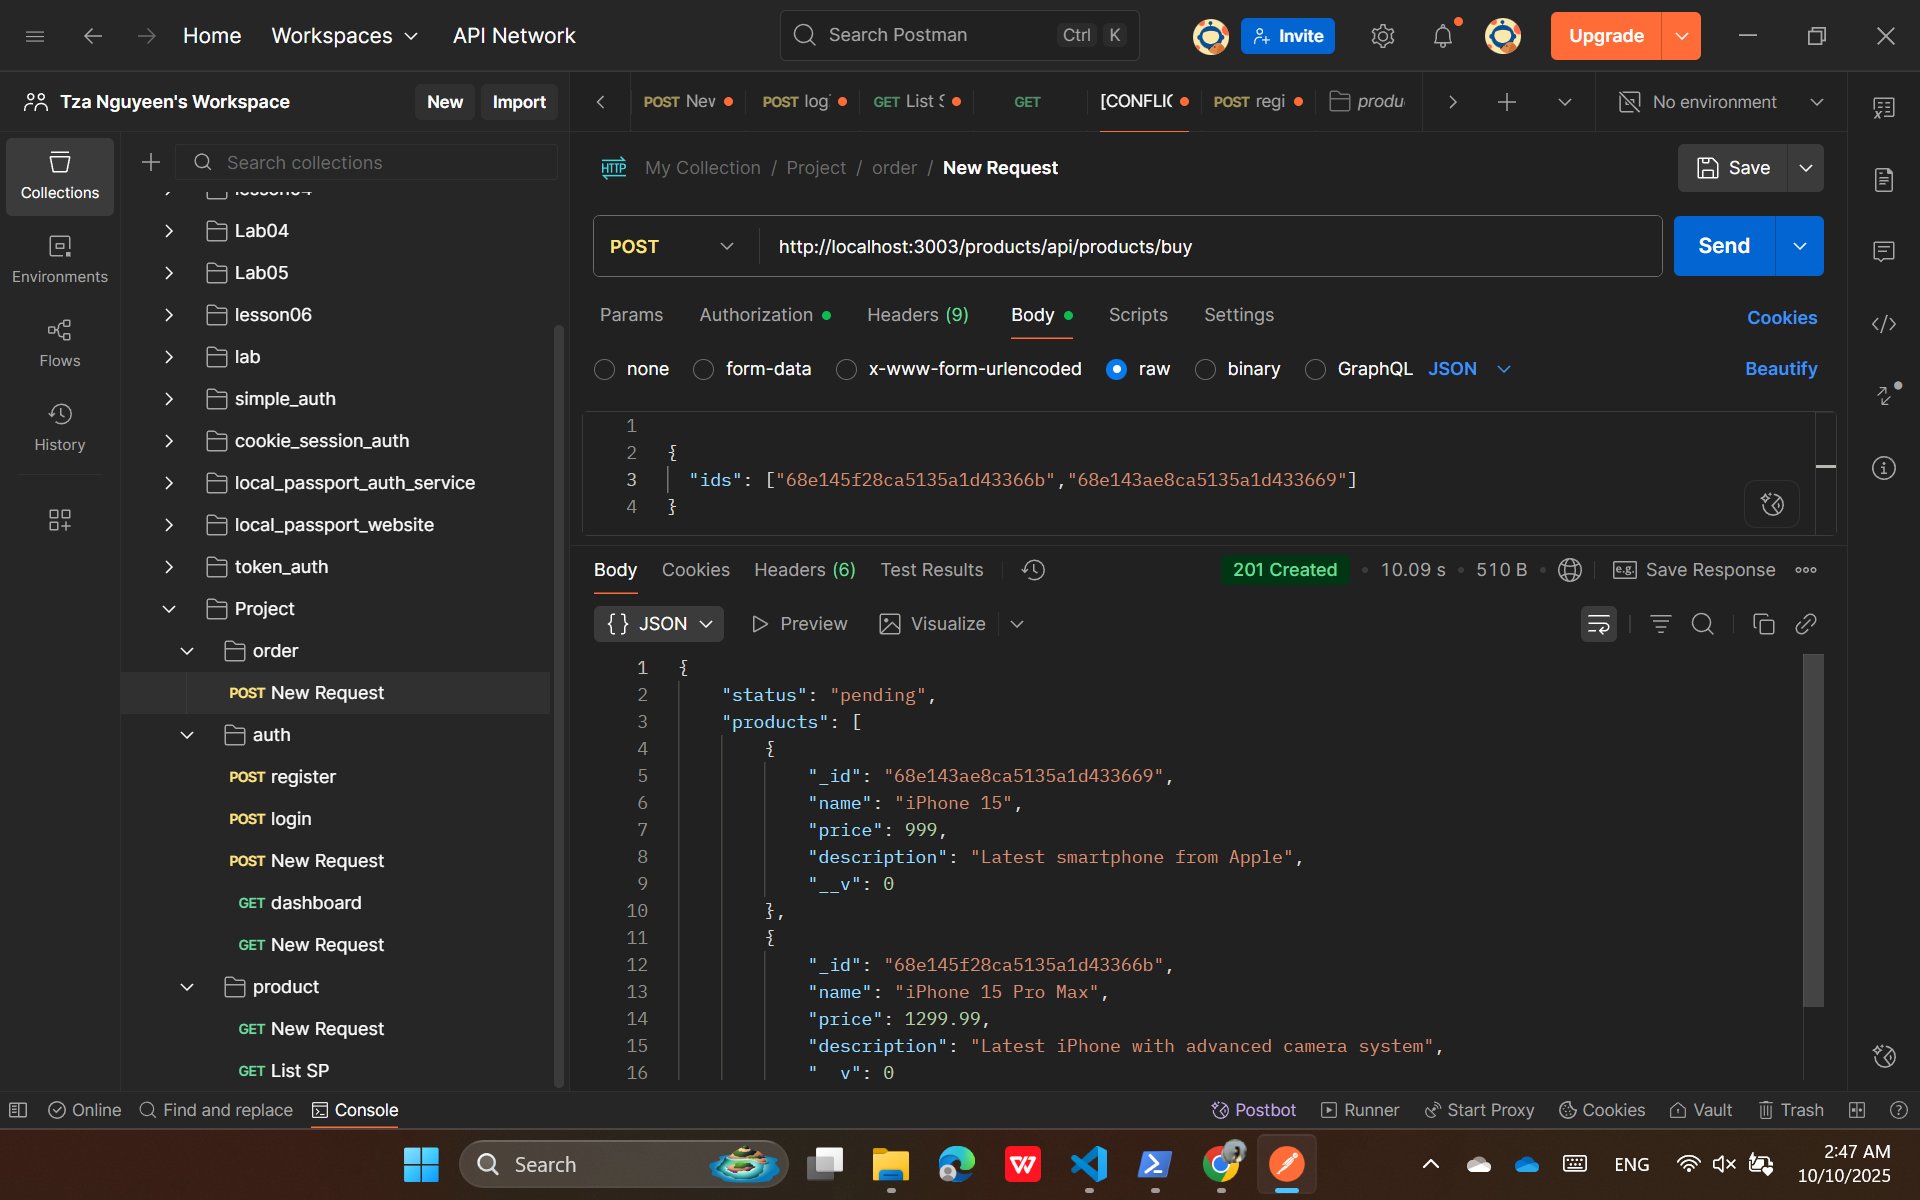 Home
Workspaces
API Network
Search Postman
Ctrl K
Invite
Upgrade
Tza Nguyeen's Workspace
New
Import
POST
POST
GET
GET
[CONFLIC
POST regi
No environment
Collections
Environments
Flows
History
Search collections
Lab04
Lab05
lesson06
lab
simple_auth
cookie_session_auth
local_passport_auth_service
local_passport_website
token_auth
Project
order
POST New Request
auth
POST register
POST login
POST New Request
GET dashboard
GET New Request
product
GET New Request
GET List SP
HTTP My Collection / Project / order / New Request
Save
POST
http://localhost:3003/products/api/products/buy
Send
Params
Authorization
Headers (9)
Body
Scripts
Settings
Cookies
none
form-data
x-www-form-urlencoded
raw
binary
GraphQL
JSON
Beautify
1
2 {
3 "ids": ["68e145f28ca5135a1d43366b","68e143ae8ca5135a1d433669"]
4 }
Body
Cookies
Headers (6)
Test Results
201 Created
10.09 s
510 B
e.g. Save Response
{} JSON
Preview
Visualize
1 {
2 "status": "pending",
3 "products": [
4 {
5 "_id": "68e143ae8ca5135a1d433669",
6 "name": "iPhone 15",
7 "price": 999,
8 "description": "Latest smartphone from Apple",
9 "__v": 0
10 },
11 {
12 "_id": "68e145f28ca5135a1d43366b",
13 "name": "iPhone 15 Pro Max",
14 "price": 1299.99,
15 "description": "Latest iPhone with advanced camera system",
16 "__v": 0
Online
Find and replace
Console
Postbot
Runner
Start Proxy
Cookies
Vault
Trash
Search
ENG
2:47 AM
10/10/2025